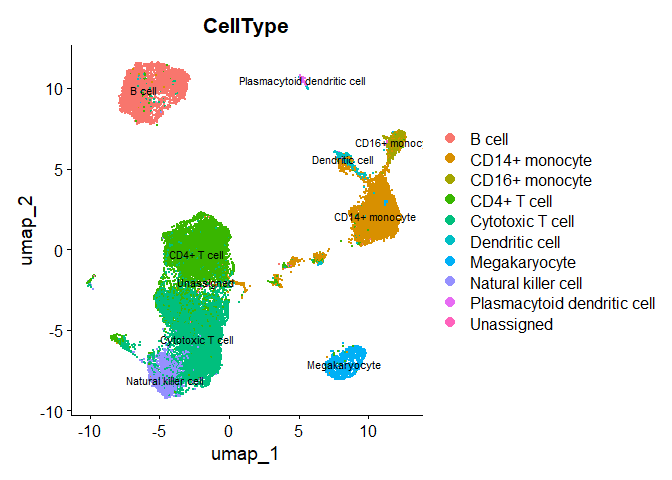 CellType
umap_2
10
5
0
-5
-10
B cell
Plasmacytoid dendritic cell
CD16+ monoc
Dendritic cell
CD14+ monocyte
CD4+ T cell
Unassigned
Cytotoxic T cell
Megakaryocyte
Natural killer cell
-10
-5
0
5
10
umap_1
B cell
CD14+ monocyte
CD16+ monocyte
CD4+ T cell
Cytotoxic T cell
Dendritic cell
Megakaryocyte
Natural killer cell
Plasmacytoid dendritic cell
Unassigned